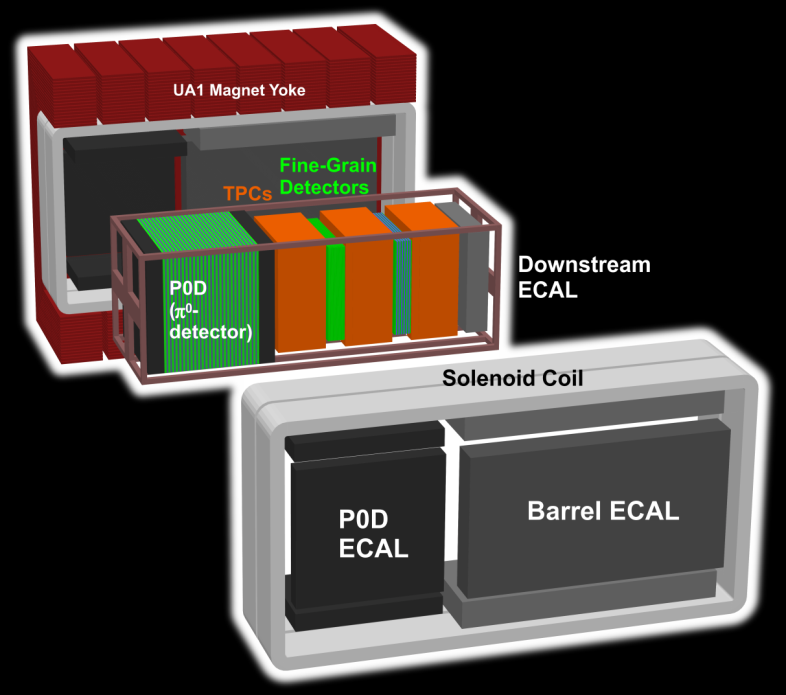 UA1 Magnet Yoke
Fine-Grain
Detectors
TPCs
Downstream
ECAL
P0D
(π⁰-
detector)
Solenoid Coil
P0D
ECAL
Barrel ECAL